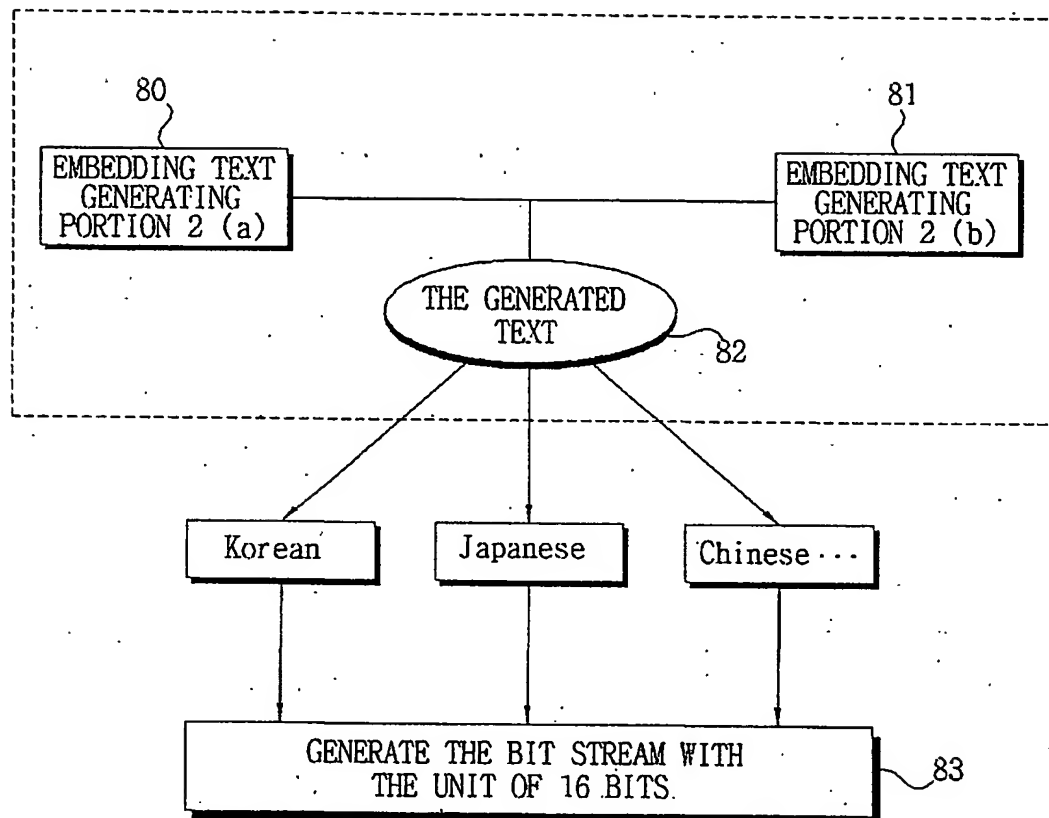 80
81
EMBEDDING TEXT
GENERATING
PORTION 2 (a)
EMBEDDING TEXT
GENERATING
PORTION 2 (b)
THE GENERATED
TEXT
82
Korean
Japanese
Chinese ···
GENERATE THE BIT STREAM WITH
THE UNIT OF 16 BITS.
83